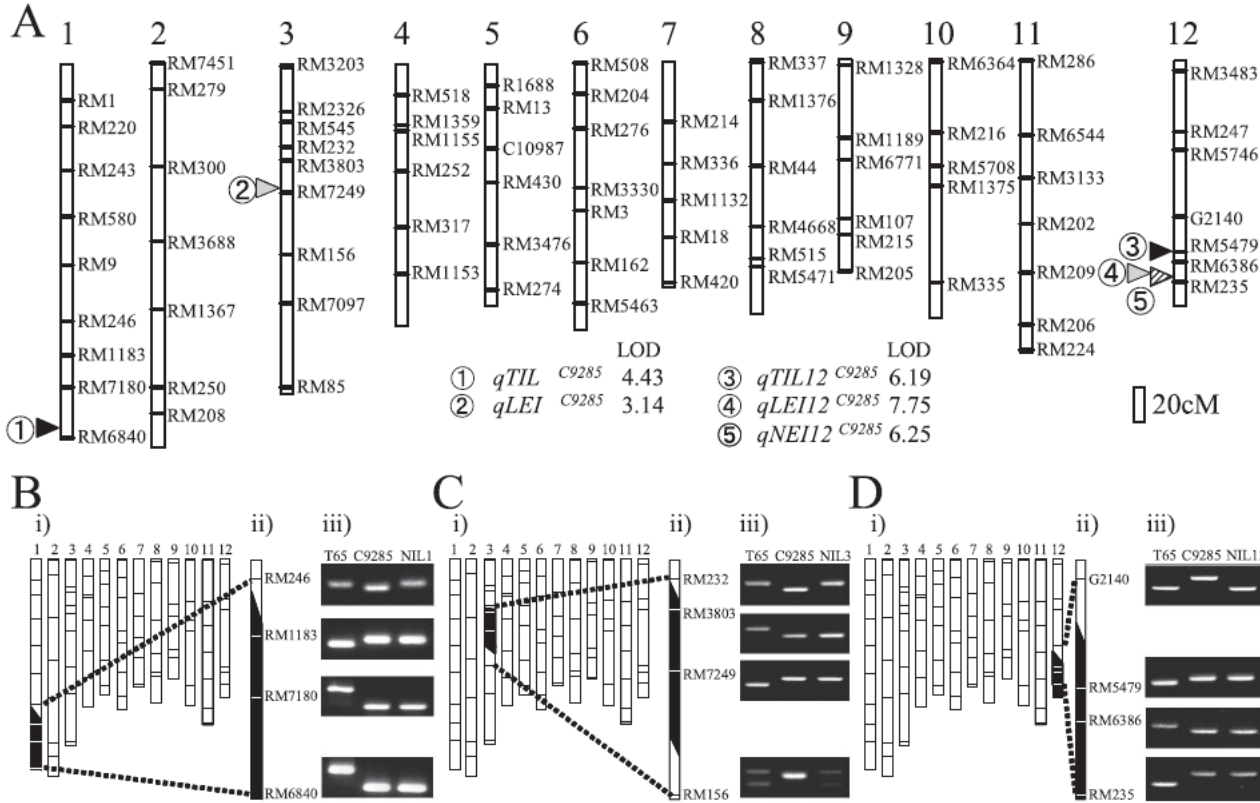 A
1 2 3 4 5 6 7 8 9 10 11 12
RM1
RM220
RM243
RM580
RM9
RM246
RM1183
RM7180
RM6840
①
RM7451
RM279
RM300
RM3688
RM1367
RM250
RM208
RM3203
RM2326
RM545
RM232
RM3803
RM7249
②
RM156
RM7097
RM85
RM518
RM1359
RM1155
RM252
RM317
RM1153
R1688
RM13
C10987
RM430
RM3476
RM274
RM508
RM204
RM276
RM3330
RM3
RM162
RM5463
RM214
RM336
RM1132
RM18
RM420
RM337
RM1376
RM44
RM4668
RM515
RM5471
RM1328
RM1189
RM6771
RM107
RM215
RM205
RM6364
RM216
RM5708
RM1375
RM335
RM286
RM6544
RM3133
RM202
RM209
RM206
RM224
RM3483
RM247
RM5746
G2140
RM5479
RM6386
RM235
③
④
⑤
LOD
① qTIL C9285 4.43
② qLEI C9285 3.14
LOD
③ qTIL12 C9285 6.19
④ qLEI12 C9285 7.75
⑤ qNEI12 C9285 6.25
20cM
B
i) ii) iii)
1 2 3 4 5 6 7 8 9 10 11 12
T65 C9285 NIL1
RM246
RM1183
RM7180
RM6840
C
i) ii) iii)
1 2 3 4 5 6 7 8 9 10 11 12
T65 C9285 NIL3
RM232
RM3803
RM7249
RM156
D
i) ii) iii)
1 2 3 4 5 6 7 8 9 10 11 12
T65 C9285
G2140
RM5479
RM6386
RM235